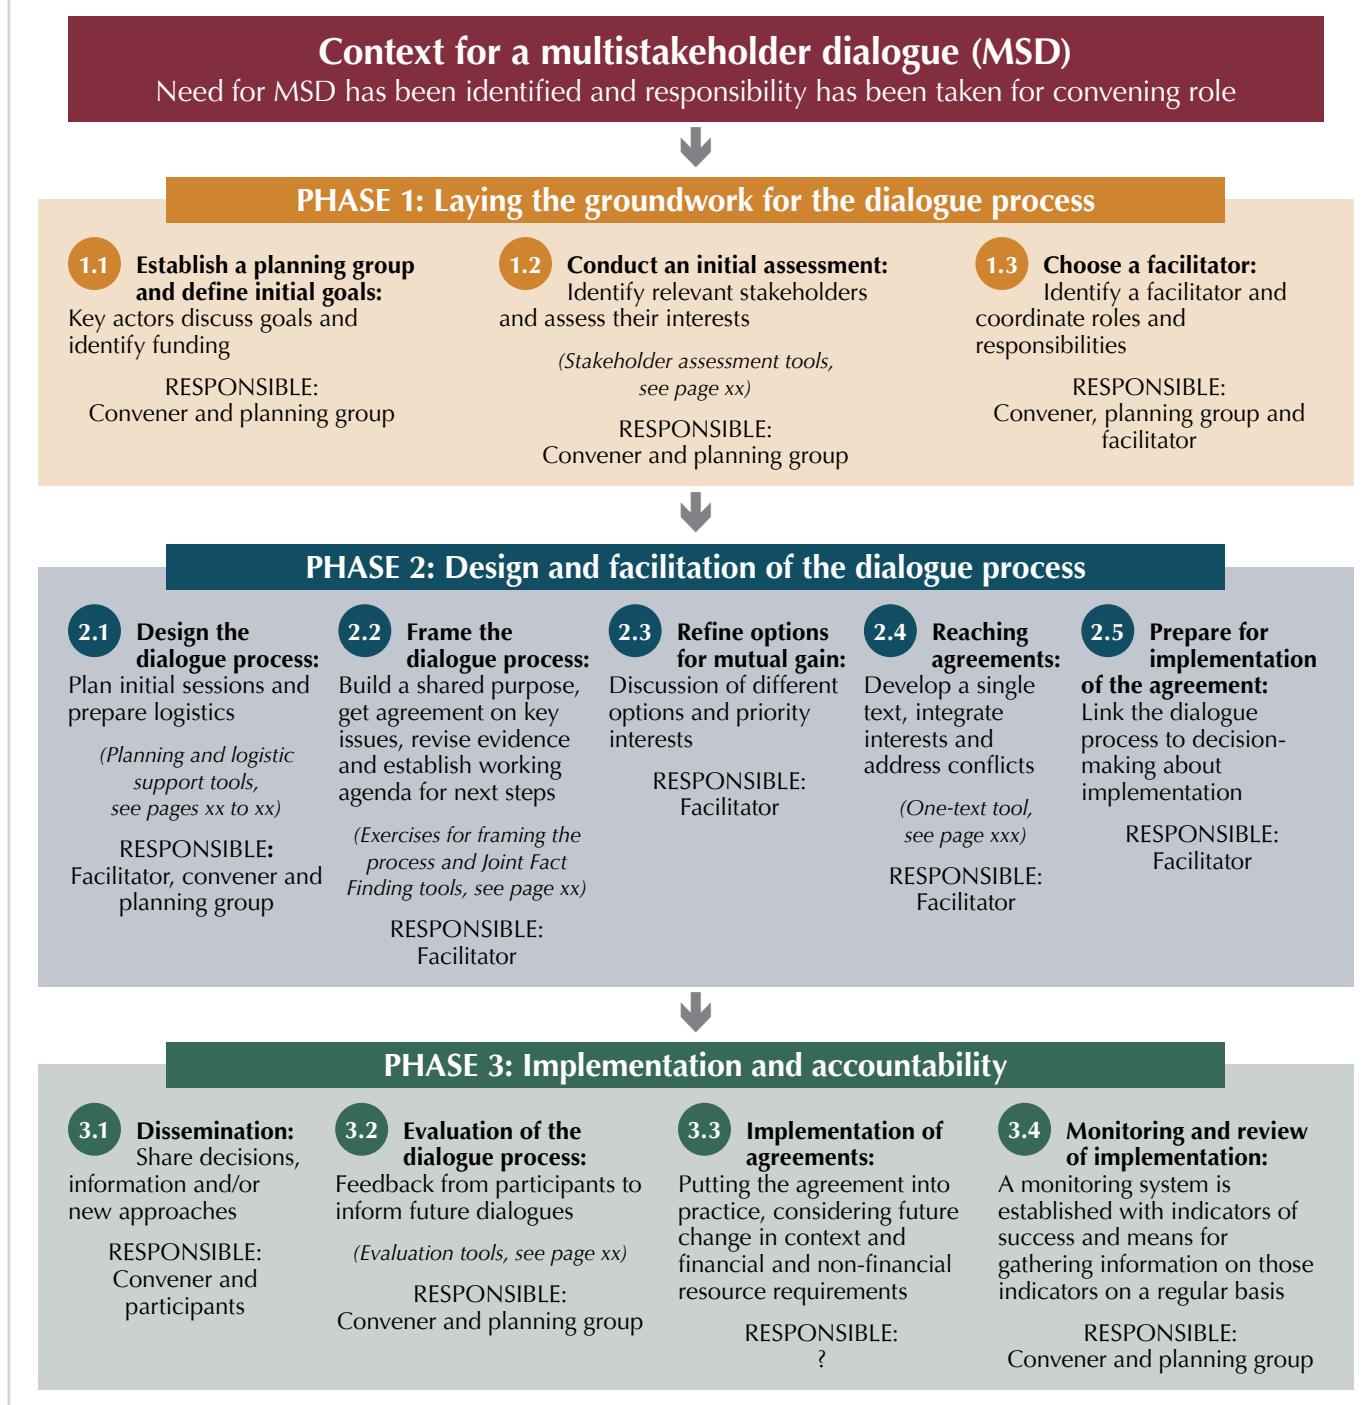 Context for a multistakeholder dialogue (MSD)
Need for MSD has been identified and responsibility has been taken for convening role
PHASE 1: Laying the groundwork for the dialogue process
1.1 Establish a planning group
and define initial goals:
Key actors discuss goals and
identify funding
RESPONSIBLE:
Convener and planning group
1.2 Conduct an initial assessment:
Identify relevant stakeholders
and assess their interests
(Stakeholder assessment tools,
see page xx)
RESPONSIBLE:
Convener and planning group
1.3 Choose a facilitator:
Identify a facilitator and
coordinate roles and
responsibilities
RESPONSIBLE:
Convener, planning group and
facilitator
PHASE 2: Design and facilitation of the dialogue process
2.1 Design the
dialogue process:
Plan initial sessions and
prepare logistics
(Planning and logistic
support tools,
see pages xx to xx)
RESPONSIBLE:
Facilitator, convener and
planning group
2.2 Frame the
dialogue process:
Build a shared purpose,
get agreement on key
issues, revise evidence
and establish working
agenda for next steps
(Exercises for framing the
process and Joint Fact
Finding tools, see page xx)
RESPONSIBLE:
Facilitator
2.3 Refine options
for mutual gain:
Discussion of different
options and priority
interests
RESPONSIBLE:
Facilitator
2.4 Reaching
agreements:
Develop a single
text, integrate
interests and
address conflicts
(One-text tool,
see page xxx)
RESPONSIBLE:
Facilitator
2.5 Prepare for
implementation
of the agreement:
Link the dialogue
process to decision-
making about
implementation
RESPONSIBLE:
Facilitator
PHASE 3: Implementation and accountability
3.1 Dissemination:
Share decisions,
information and/or
new approaches
RESPONSIBLE:
Convener and
participants
3.2 Evaluation of the
dialogue process:
Feedback from participants to
inform future dialogues
(Evaluation tools, see page xx)
RESPONSIBLE:
Convener and planning group
3.3 Implementation of
agreements:
Putting the agreement into
practice, considering future
change in context and
financial and non-financial
resource requirements
RESPONSIBLE:
?
3.4 Monitoring and review
of implementation:
A monitoring system is
established with indicators of
success and means for
gathering information on those
indicators on a regular basis
RESPONSIBLE:
Convener and planning group